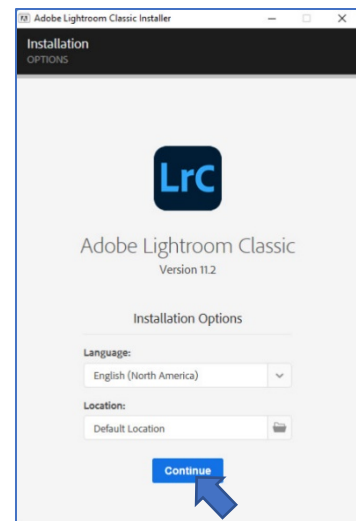 Adobe Lightroom Classic Installer
Installation
OPTIONS
LrC
Adobe Lightroom Classic
Version 11.2
Installation Options
Language:
English (North America)
Location:
Default Location
Continue